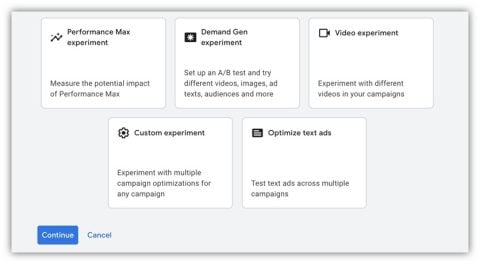 Performance Max
experiment
Measure the potential impact
of Performance Max
Demand Gen
experiment
Set up an A/B test and try
different videos, images, ad
texts, audiences and more
Video experiment
Experiment with different
videos in your campaigns
Custom experiment
Experiment with multiple
campaign optimizations for
any campaign
Optimize text ads
Test text ads across multiple
campaigns
Continue
Cancel